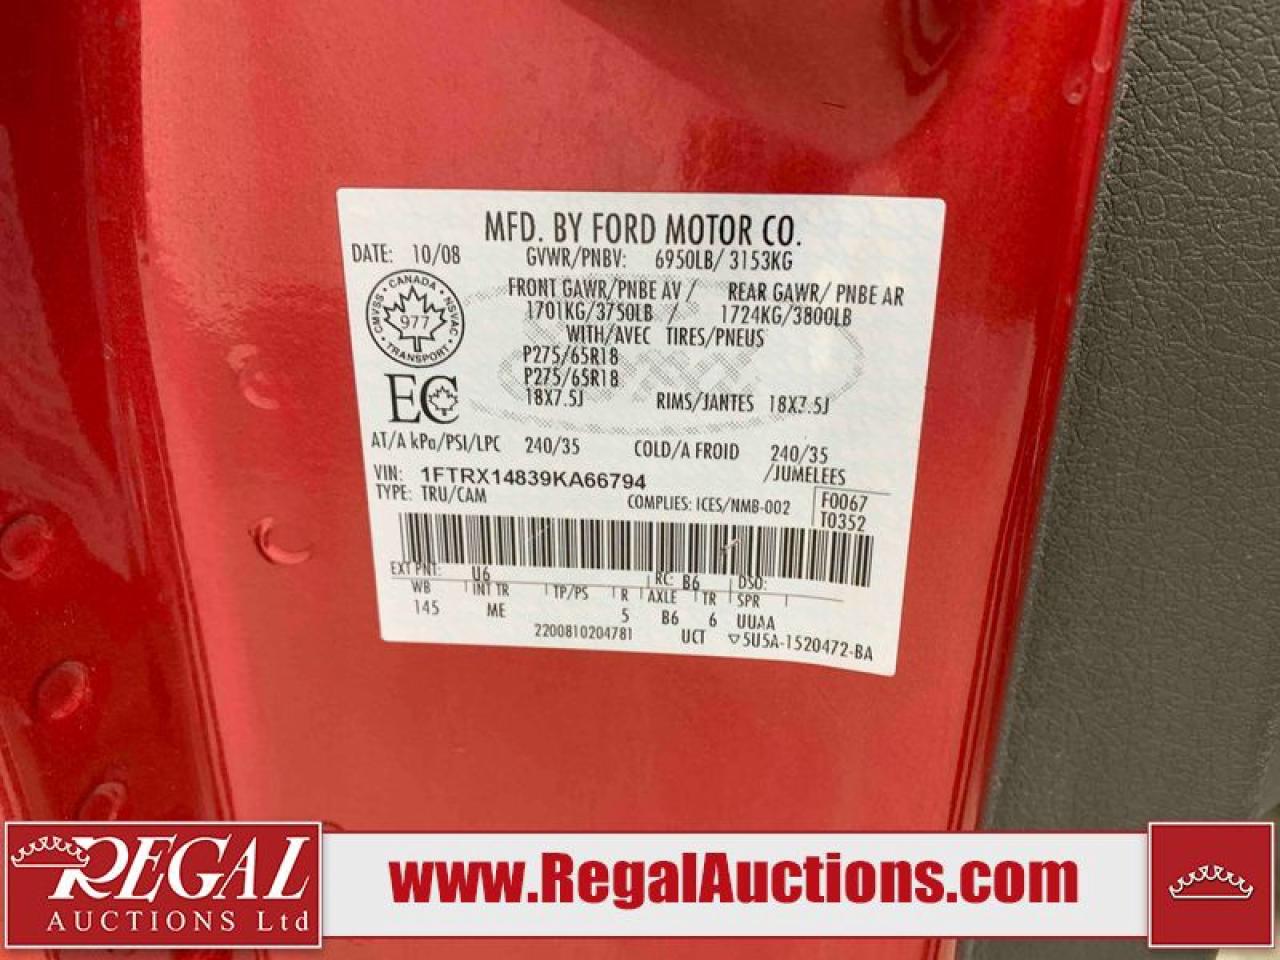 MFD. BY FORD MOTOR CO.
DATE: 10/08 GVWR/PNBV: 6950LB/ 3153KG
FRONT GAWR/PNBE AV / REAR GAWR/ PNBE AR
1701KG/3750LB / 1724KG/3800LB
WITH/AVEC TIRES/PNEUS
P275/65R18
P275/65R18
18X7.5J RIMS/JANTES 18X7.5J
CANADA
CMVSS 977 NSVAC
TRANSPORT
EC
AT/A kPa/PSI/LPC 240/35 COLD/A FROID 240/35
VIN: 1FTRX14839KA66794 /JUMELEES
TYPE: TRU/CAM COMPLIES: ICES/NMB-002 F0067
T0352
EXT PNT: U6 RC: B6 DSO:
WB INT TR TP/PS R AXLE TR SPR
145 ME 5 B6 6 UUAA
2200810204781 UCT ▽5U5A-1520472-BA
REGAL
AUCTIONS Ltd
www.RegalAuctions.com